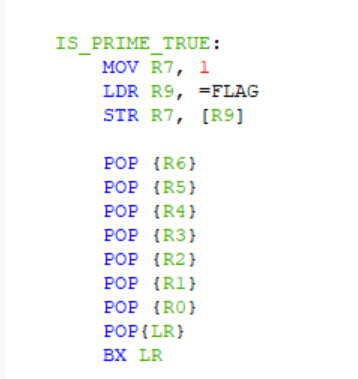 IS_PRIME_TRUE:
MOV R7, 1
LDR R9, =FLAG
STR R7, [R9]
POP {R6}
POP {R5}
POP {R4}
POP {R3}
POP {R2}
POP {R1}
POP {R0}
POP{LR}
BX LR